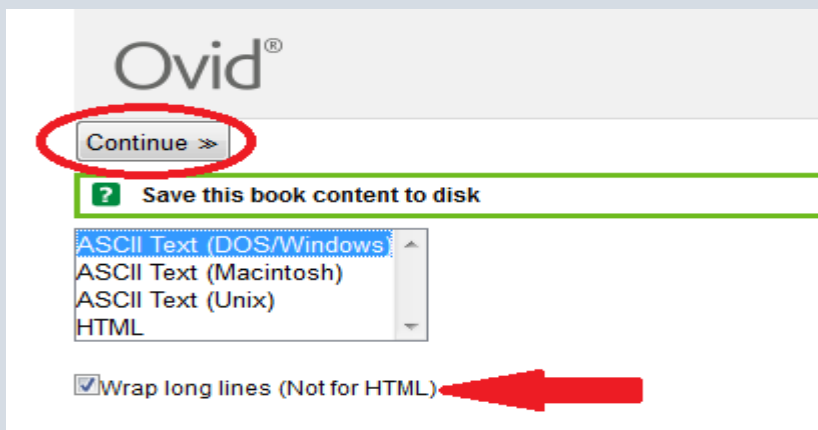 Ovid®
Continue »
? Save this book content to disk
ASCII Text (DOS/Windows)
ASCII Text (Macintosh)
ASCII Text (Unix)
HTML
Wrap long lines (Not for HTML)